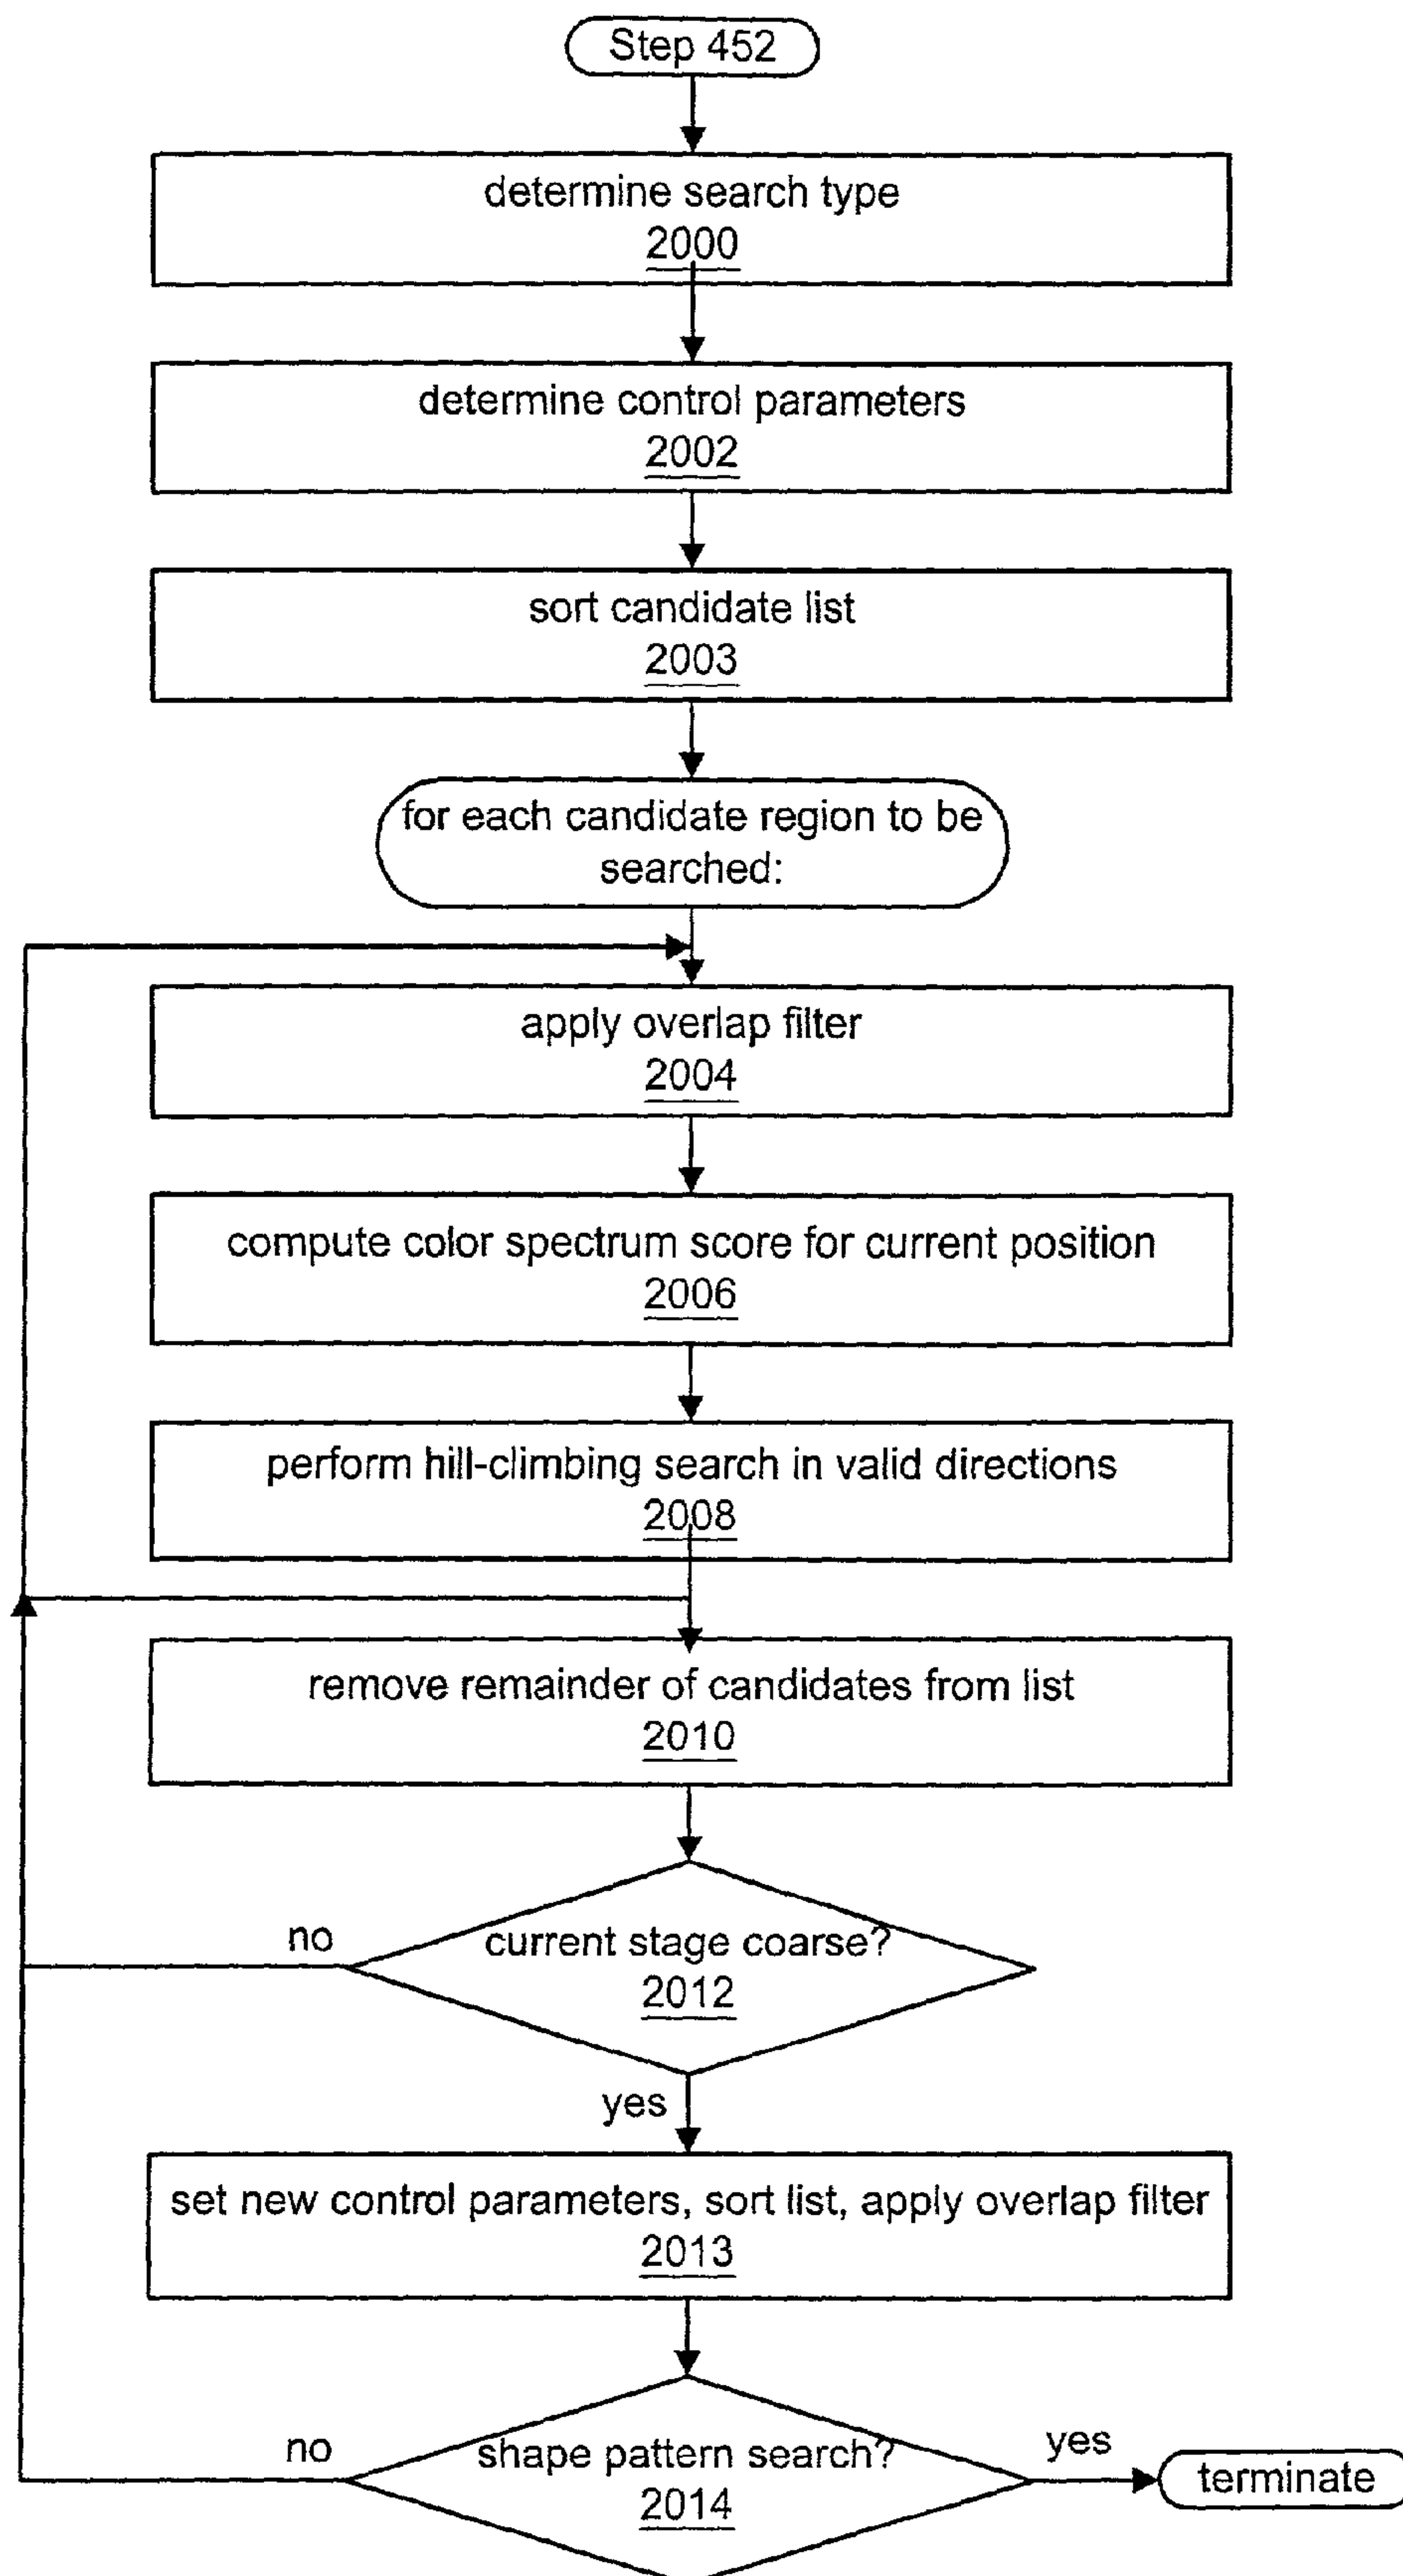 Step 452
determine search type
2000
determine control parameters
2002
sort candidate list
2003
for each candidate region to be
searched:
apply overlap filter
2004
compute color spectrum score for current position
2006
perform hill-climbing search in valid directions
2008
remove remainder of candidates from list
2010
no
current stage coarse?
2012
yes
set new control parameters, sort list, apply overlap filter
2013
no
shape pattern search?
2014
yes
terminate